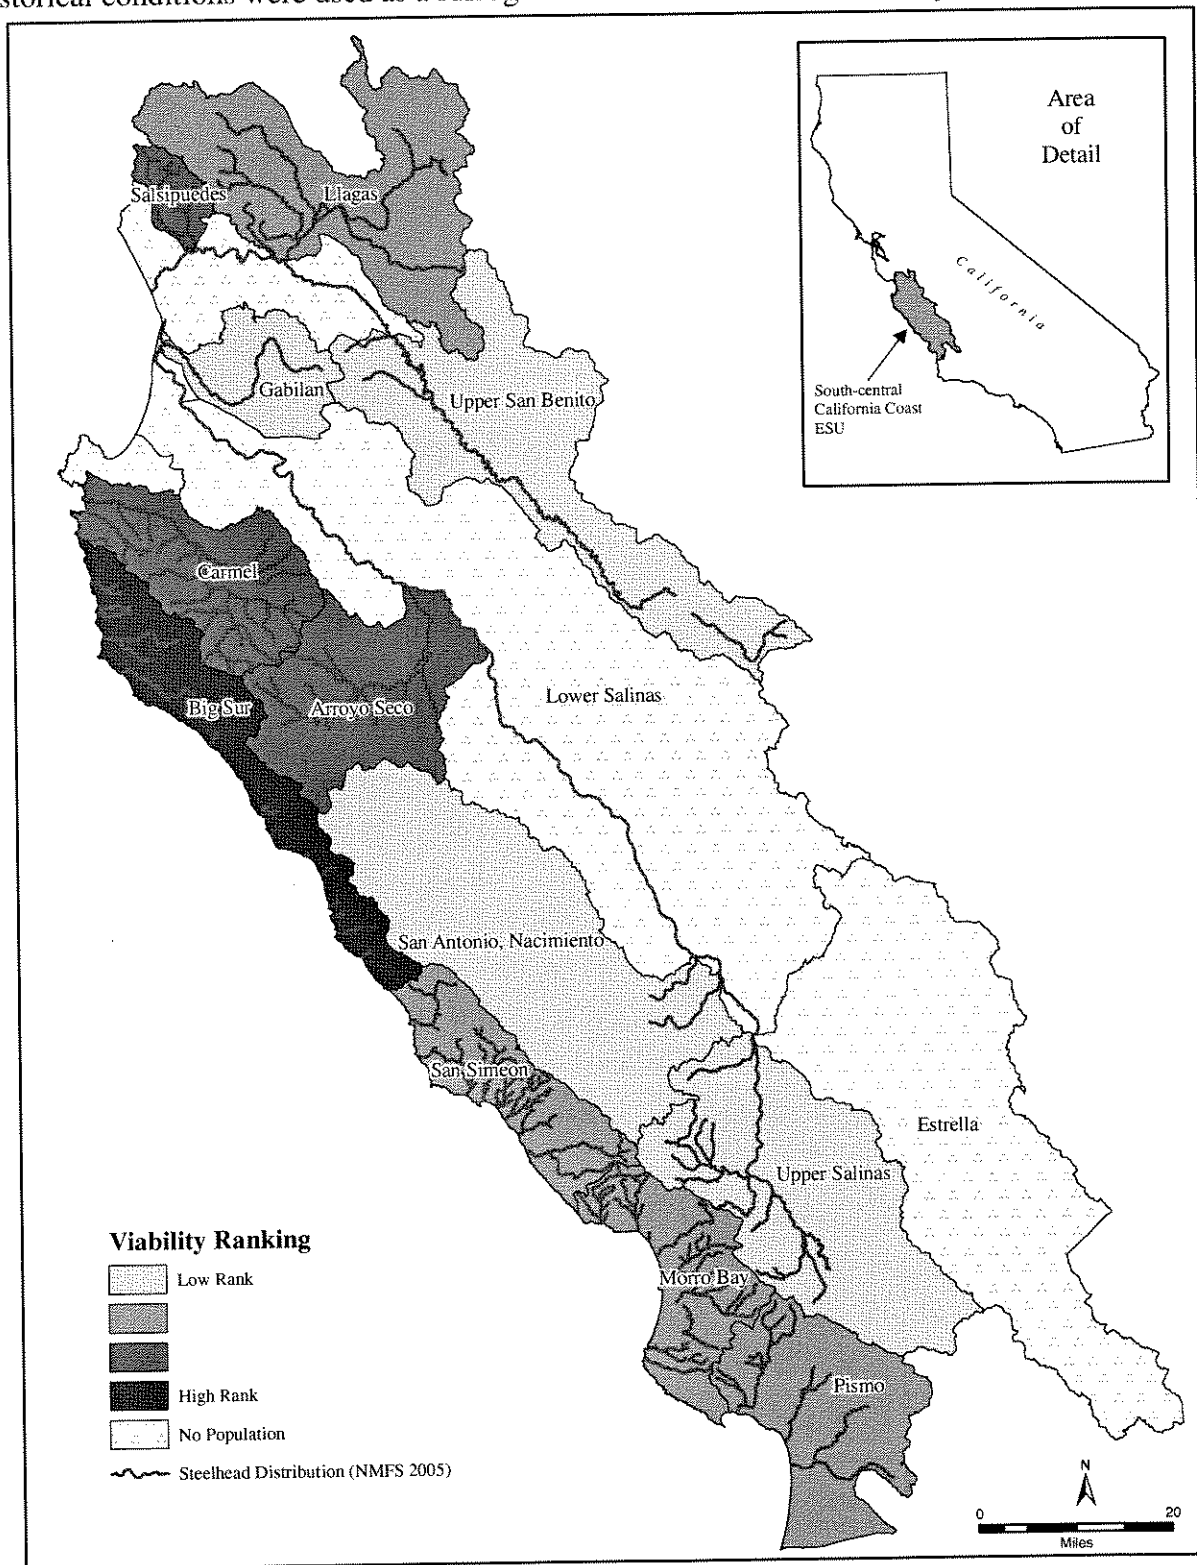 storical conditions were used as a
Area
of
Detail
California
South-central
California Coast
ESU
Salsipuedes
Llagas
Gabilan
Upper San Benito
Carmel
Lower Salinas
Big Sur
Arroyo Seco
San Antonio, Nacimiento
San Simeon
Estrella
Upper Salinas
Morro Bay
Pismo
Viability Ranking
Low Rank
High Rank
No Population
Steelhead Distribution (NMFS 2005)
N
0 20
Miles